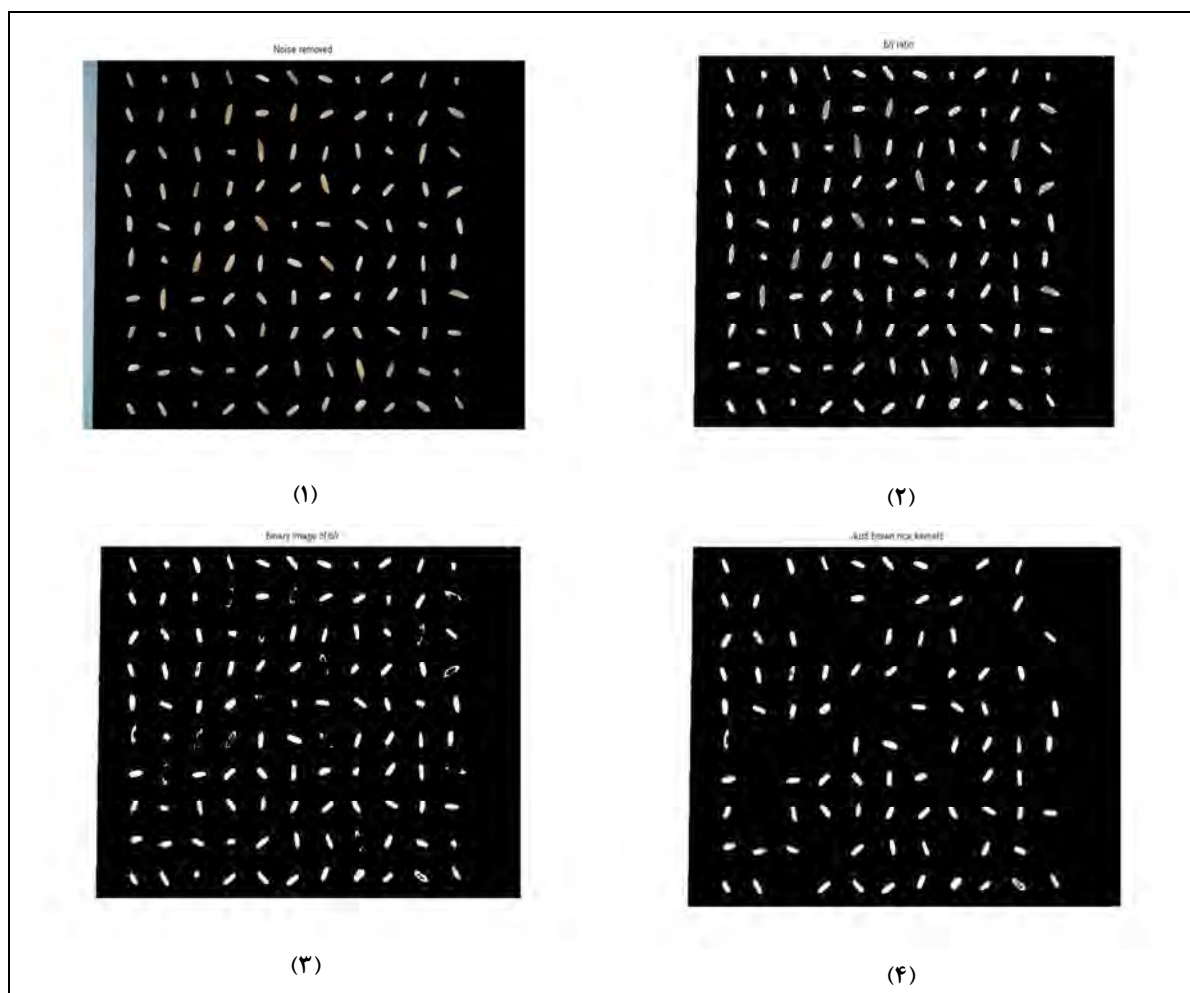 Noise removed
b/r ratio
(۱)
(۲)
Binary image of b/r
Just brown rice kernels
(۳)
(۴)